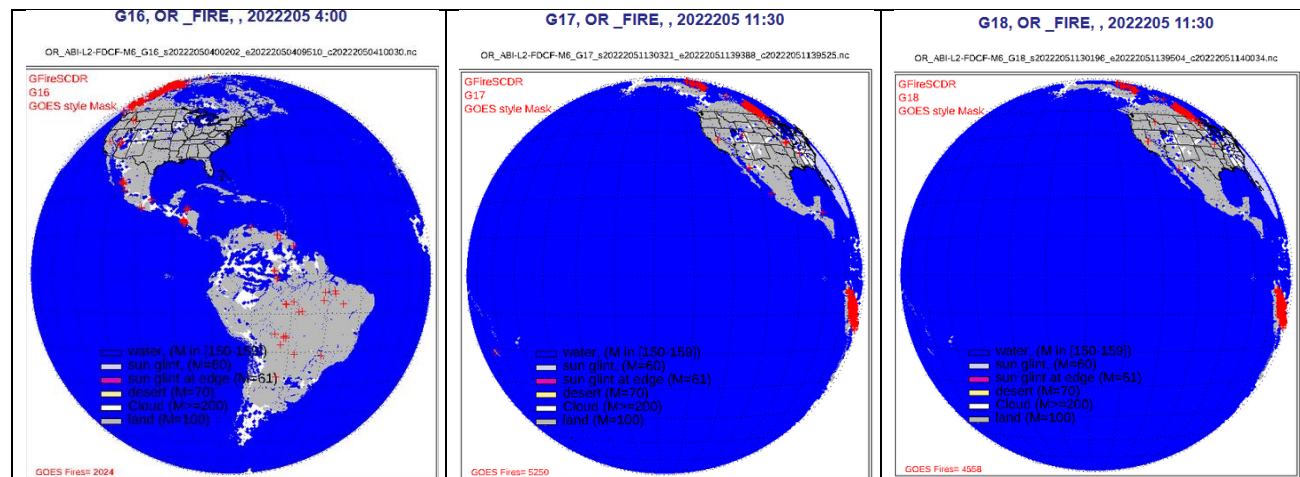 G16, OR _FIRE, , 2022205 4:00
OR_ABI-L2-FDCF-M6_G16_s20222050400202_e20222050409510_c20222050410030.nc
GFireSCDR
G16
GOES style Mask
water, (M in [150-159])
sun glint, (M=60)
sun glint at edge (M=61)
desert (M=70)
Cloud (M>=200)
land (M=100)
GOES Fires= 2024
G17, OR _FIRE, , 2022205 11:30
OR_ABI-L2-FDCF-M6_G17_s20222051130321_e20222051139388_c20222051139525.nc
GFireSCDR
G17
GOES style Mask
water, (M in [150-159])
sun glint, (M=60)
sun glint at edge (M=61)
desert (M=70)
Cloud (M>=200)
land (M=100)
GOES Fires= 5250
G18, OR _FIRE, , 2022205 11:30
OR_ABI-L2-FDCF-M6_G18_s20222051130196_e20222051139504_c20222051140034.nc
GFireSCDR
G18
GOES style Mask
water, (M in [150-159])
sun glint, (M=60)
sun glint at edge (M=61)
desert (M=70)
Cloud (M>=200)
land (M=100)
GOES Fires= 4558